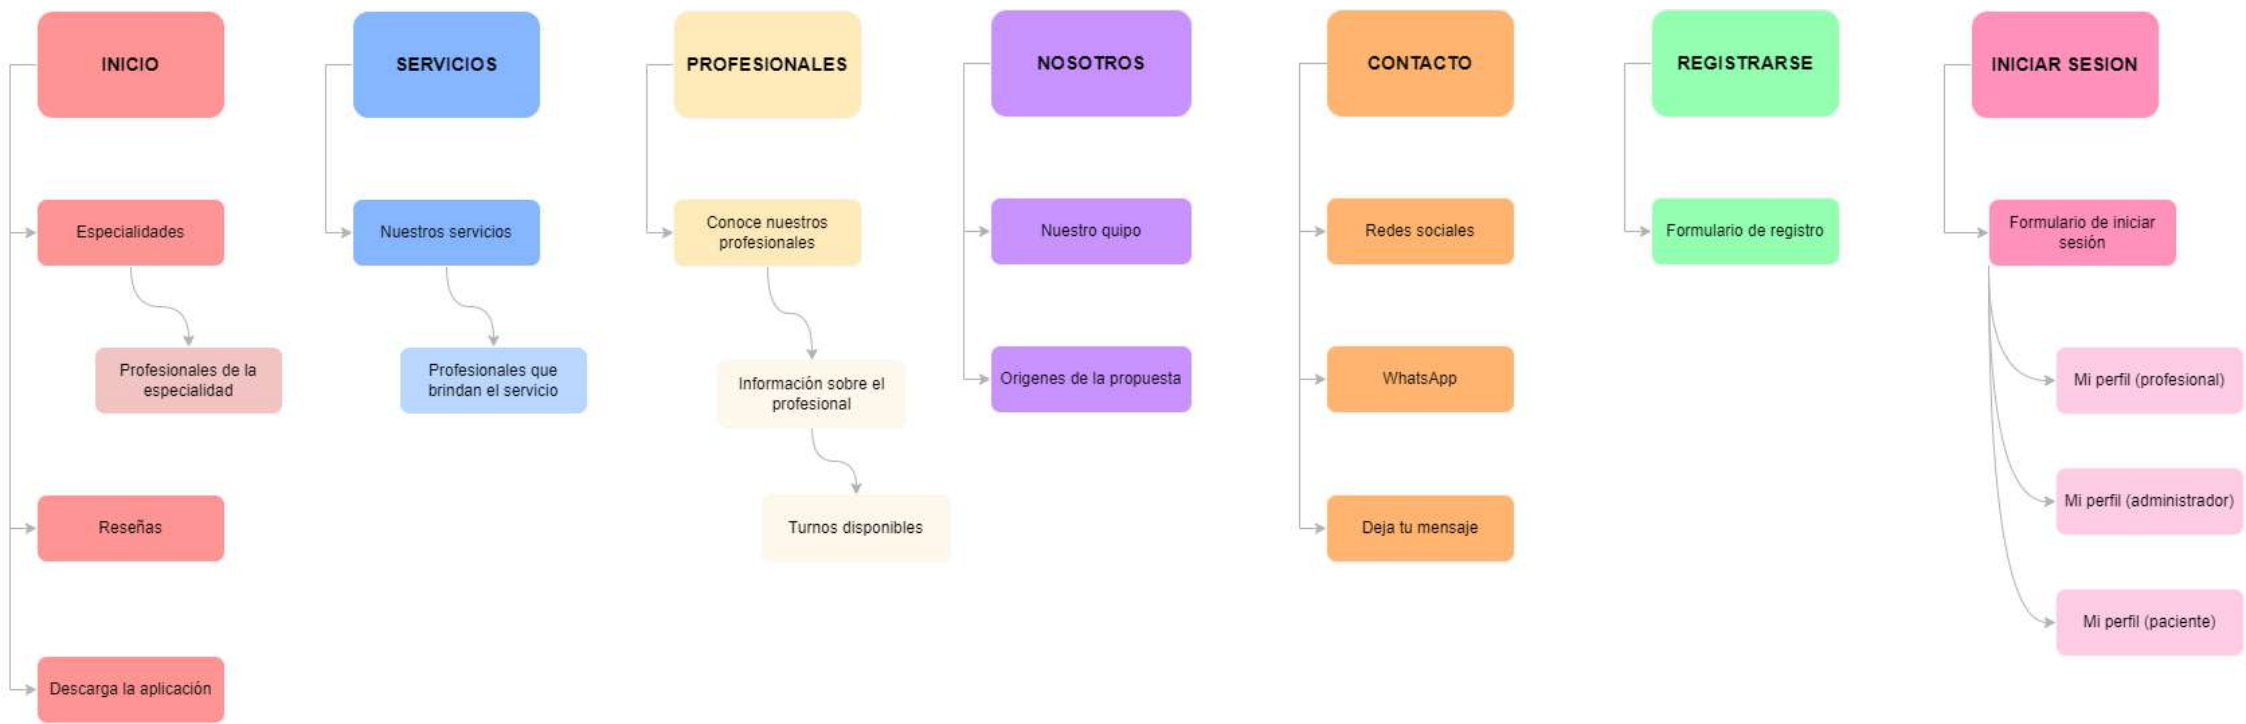 INICIO
SERVICIOS
PROFESIONALES
NOSOTROS
CONTACTO
REGISTRARSE
INICIAR SESION
Especialidades
Nuestros servicios
Conoce nuestros
profesionales
Nuestro quipo
Redes sociales
Formulario de registro
Formulario de iniciar
sesión
Profesionales de la
especialidad
Profesionales que
brindan el servicio
Información sobre el
profesional
Origenes de la propuesta
WhatsApp
Mi perfil (profesional)
Reseñas
Turnos disponibles
Deja tu mensaje
Mi perfil (administrador)
Mi perfil (paciente)
Descarga la aplicación